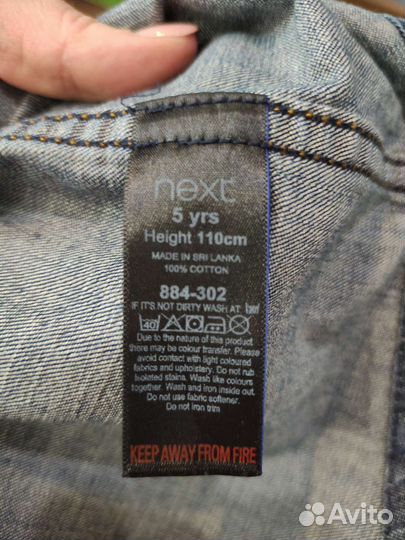 next
5 yrs
Height 110cm
MADE IN SRI LANKA
100% COTTON
884-302
IF IT'S NOT DIRTY WASH AT
40
Due to the nature of this product
there may be colour transfer. Please
avoid contact with light coloured
fabrics and upholstery. Do not rub
isolated stains. Wash like colours
together. Wash and iron inside out.
Do not use fabric softener.
Do not iron trim
KEEP AWAY FROM FIRE
Avito